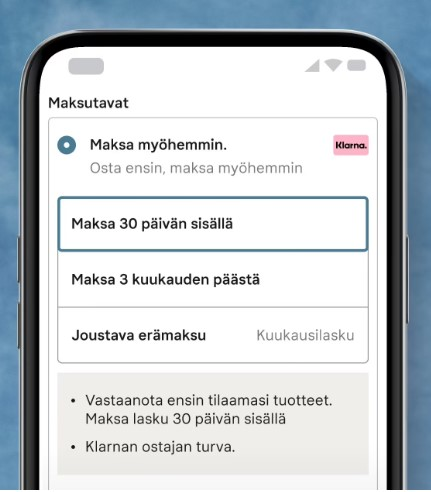 Maksutavat
Maksa myöhemmin.
Klarna.
Osta ensin, maksa myöhemmin
Maksa 30 päivän sisällä
Maksa 3 kuukauden päästä
Joustava erämaksu Kuukausilasku
• Vastaanota ensin tilaamasi tuotteet.
Maksa lasku 30 päivän sisällä
• Klarnan ostajan turva.